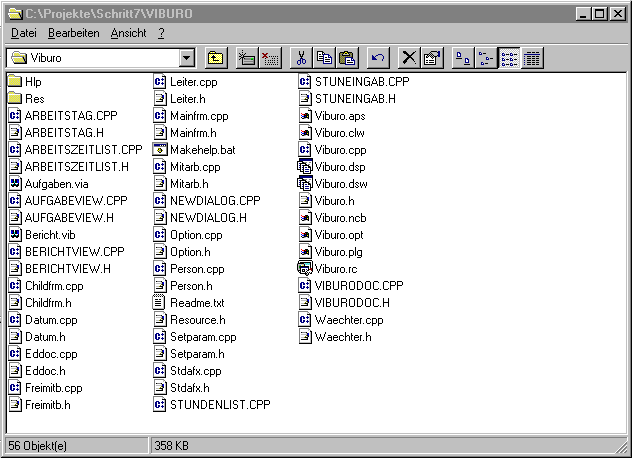 C:\Projekte\Schritt7\VIBURO
Datei Bearbeiten Ansicht ?
Viburo
Hlp
Res
ARBEITSTAG.CPP
ARBEITSTAG.H
ARBEITSZEITLIST.CPP
ARBEITSZEITLIST.H
Aufgaben.via
AUFGABEVIEW.CPP
AUFGABEVIEW.H
Bericht.vib
BERICHTVIEW.CPP
BERICHTVIEW.H
Childfrm.cpp
Childfrm.h
Datum.cpp
Datum.h
Eddoc.cpp
Eddoc.h
Freimitb.cpp
Freimitb.h
Leiter.cpp
Leiter.h
Mainfrm.cpp
Mainfrm.h
Makehelp.bat
Mitarb.cpp
Mitarb.h
NEWDIALOG.CPP
NEWDIALOG.H
Option.cpp
Option.h
Person.cpp
Person.h
Readme.txt
Resource.h
Setparam.cpp
Setparam.h
Stdafx.cpp
Stdafx.h
STUNDENLIST.CPP
STUNEINGAB.CPP
STUNEINGAB.H
Viburo.aps
Viburo.clw
Viburo.cpp
Viburo.dsp
Viburo.dsw
Viburo.h
Viburo.ncb
Viburo.opt
Viburo.plg
Viburo.rc
VIBURODOC.CPP
VIBURODOC.H
Waechter.cpp
Waechter.h
56 Objekt(e)
358 KB